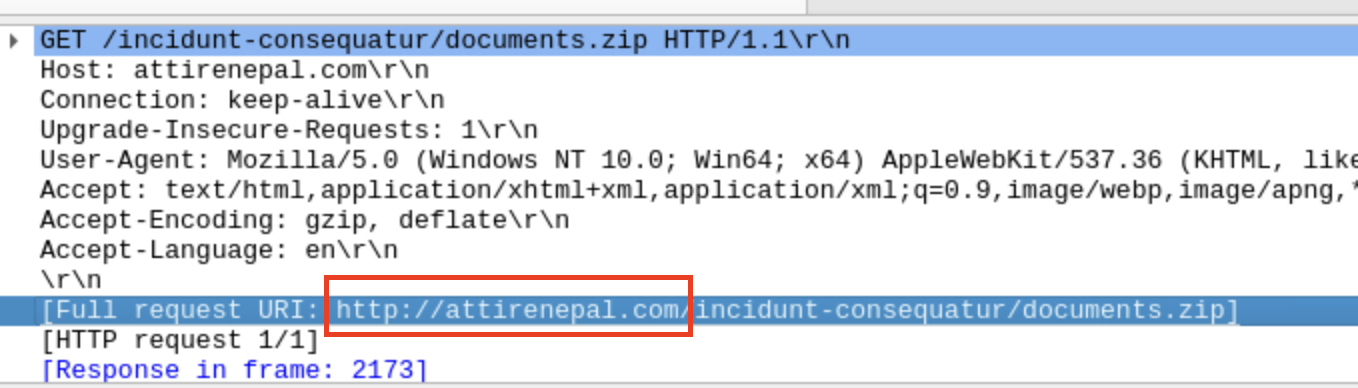 GET /incidunt-consequatur/documents.zip HTTP/1.1\r\n
Host: attirenepal.com\r\n
Connection: keep-alive\r\n
Upgrade-Insecure-Requests: 1\r\n
User-Agent: Mozilla/5.0 (Windows NT 10.0; Win64; x64) AppleWebKit/537.36 (KHTML, like
Accept: text/html,application/xhtml+xml,application/xml;q=0.9,image/webp,image/apng,*
Accept-Encoding: gzip, deflate\r\n
Accept-Language: en\r\n
\r\n
[Full request URI: http://attirenepal.com/incidunt-consequatur/documents.zip]
[HTTP request 1/1]
[Response in frame: 2173]